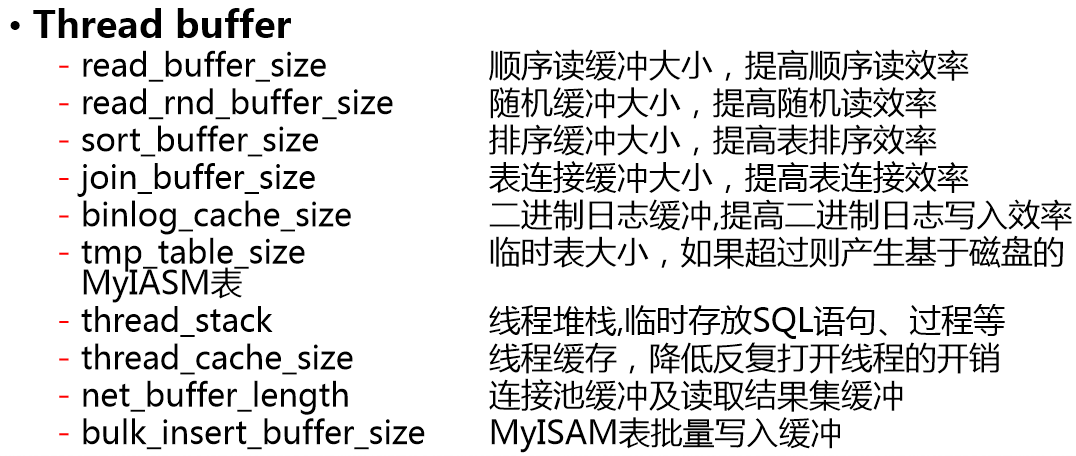 • Thread buffer
- read_buffer_size 顺序读缓冲大小，提高顺序读效率
- read_rnd_buffer_size 随机缓冲大小，提高随机读效率
- sort_buffer_size 排序缓冲大小，提高表排序效率
- join_buffer_size 表连接缓冲大小，提高表连接效率
- binlog_cache_size 二进制日志缓冲,提高二进制日志写入效率
- tmp_table_size 临时表大小，如果超过则产生基于磁盘的
MyIASM表
- thread_stack 线程堆栈,临时存放SQL语句、过程等
- thread_cache_size 线程缓存，降低反复打开线程的开销
- net_buffer_length 连接池缓冲及读取结果集缓冲
- bulk_insert_buffer_size MyISAM表批量写入缓冲